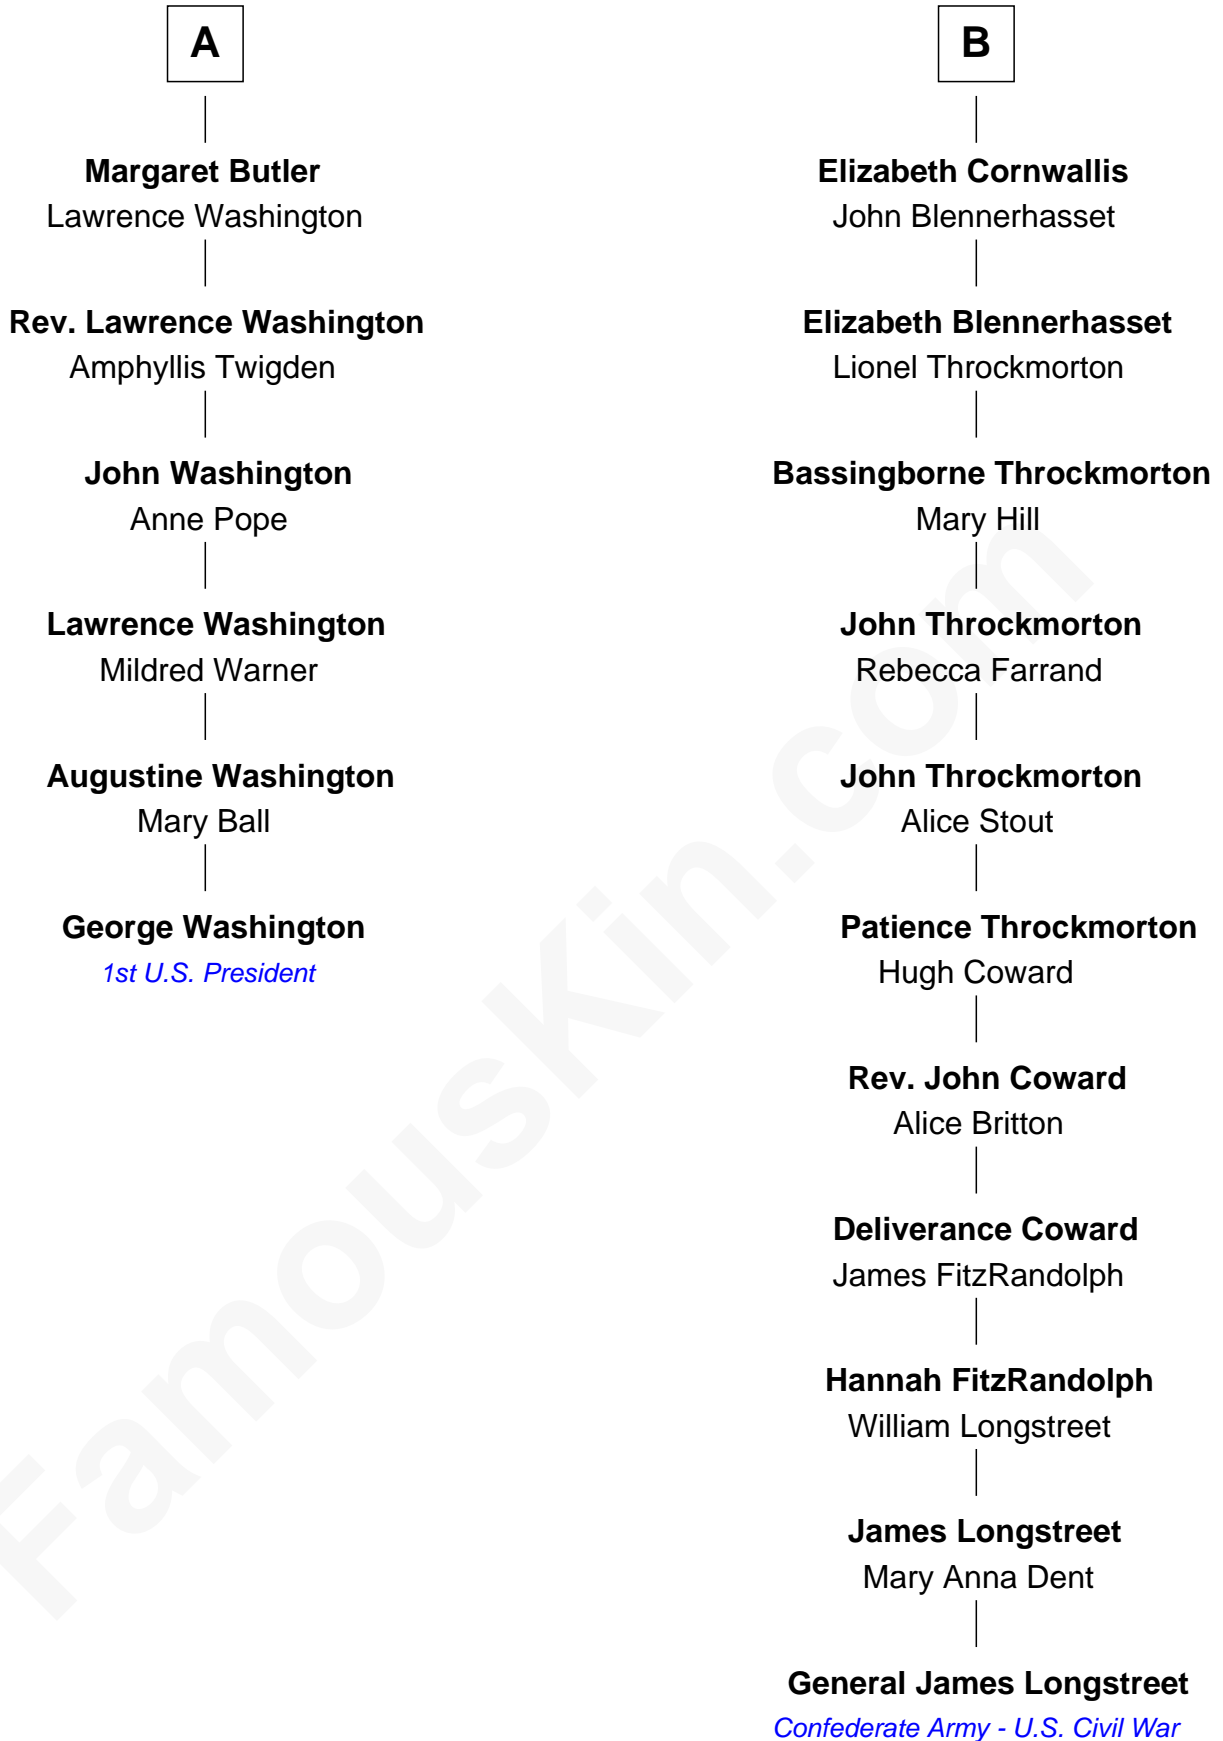 A
Margaret Butler
Lawrence Washington
Rev. Lawrence Washington
Amphyllis Twigden
John Washington
Anne Pope
Lawrence Washington
Mildred Warner
Augustine Washington
Mary Ball
George Washington
1st U.S. President
B
Elizabeth Cornwallis
John Blennerhasset
Elizabeth Blennerhasset
Lionel Throckmorton
Bassingborne Throckmorton
Mary Hill
John Throckmorton
Rebecca Farrand
John Throckmorton
Alice Stout
Patience Throckmorton
Hugh Coward
Rev. John Coward
Alice Britton
Deliverance Coward
James FitzRandolph
Hannah FitzRandolph
William Longstreet
James Longstreet
Mary Anna Dent
General James Longstreet
Confederate Army - U.S. Civil War
FamousKin.com